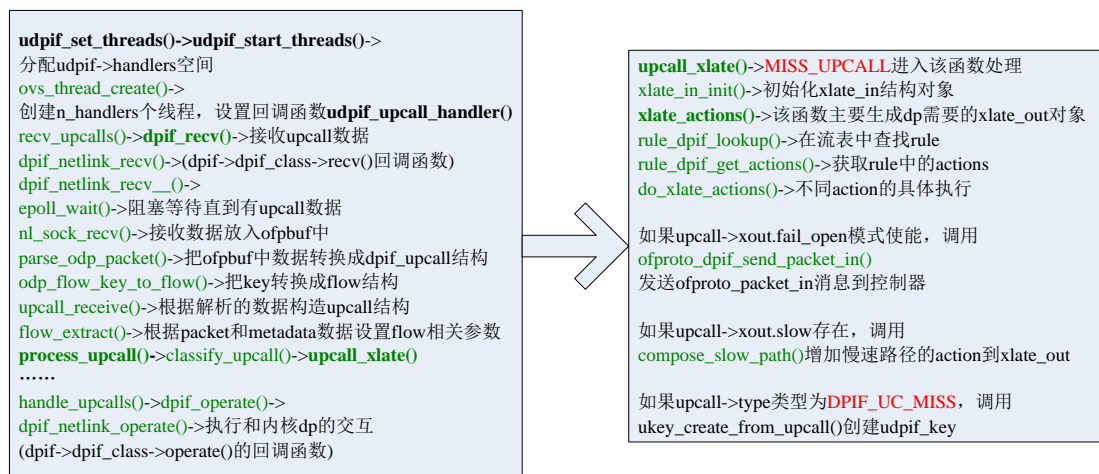 udpif_set_threads()->udpif_start_threads()->
分配udpif->handlers空间
ovs_thread_create()->
创建n_handlers个线程，设置回调函数udpif_upcall_handler()
recv_upcalls()->dpif_recv()->接收upcall数据
dpif_netlink_recv()->(dpif->dpif_class->recv()回调函数)
dpif_netlink_recv__()->
epoll_wait()->阻塞等待直到有upcall数据
nl_sock_recv()->接收数据放入ofpbuf中
parse_odp_packet()->把ofpbuf中数据转换成dpif_upcall结构
odp_flow_key_to_flow()->把key转换成flow结构
upcall_receive()->根据解析的数据构造upcall结构
flow_extract()->根据packet和metadata数据设置flow相关参数
process_upcall()->classify_upcall()->upcall_xlate()
……
handle_upcalls()->dpif_operate()->
dpif_netlink_operate()->执行和内核dp的交互
(dpif->dpif_class->operate()的回调函数)
upcall_xlate()->MISS_UPCALL进入该函数处理
xlate_in_init()->初始化xlate_in结构对象
xlate_actions()->该函数主要生成dp需要的xlate_out对象
rule_dpif_lookup()->在流表中查找rule
rule_dpif_get_actions()->获取rule中的actions
do_xlate_actions()->不同action的具体执行
如果upcall->xout.fail_open模式使能，调用
ofproto_dpif_send_packet_in()
发送ofproto_packet_in消息到控制器
如果upcall->xout.slow存在，调用
compose_slow_path()增加慢速路径的action到xlate_out
如果upcall->type类型为DPIF_UC_MISS，调用
ukey_create_from_upcall()创建udpif_key